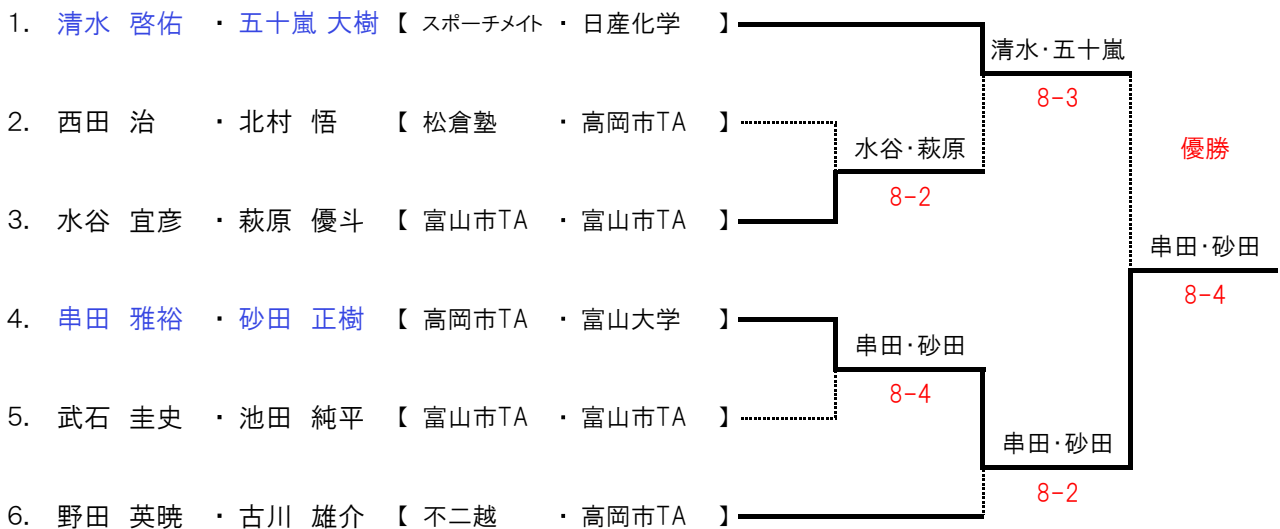 1. 清水 啓佑 ・ 五十嵐 大樹 【 スポーチメイト ・ 日産化学 】
清水・五十嵐
8-3
2. 西田 治 ・ 北村 悟 【 松倉塾 ・ 高岡市TA 】
水谷・萩原
優勝
8-2
3. 水谷 宜彦 ・ 萩原 優斗 【 富山市TA ・ 富山市TA 】
串田・砂田
8-4
4. 串田 雅裕 ・ 砂田 正樹 【 高岡市TA ・ 富山大学 】
串田・砂田
8-4
5. 武石 圭史 ・ 池田 純平 【 富山市TA ・ 富山市TA 】
串田・砂田
8-2
6. 野田 英暁 ・ 古川 雄介 【 不二越 ・ 高岡市TA 】